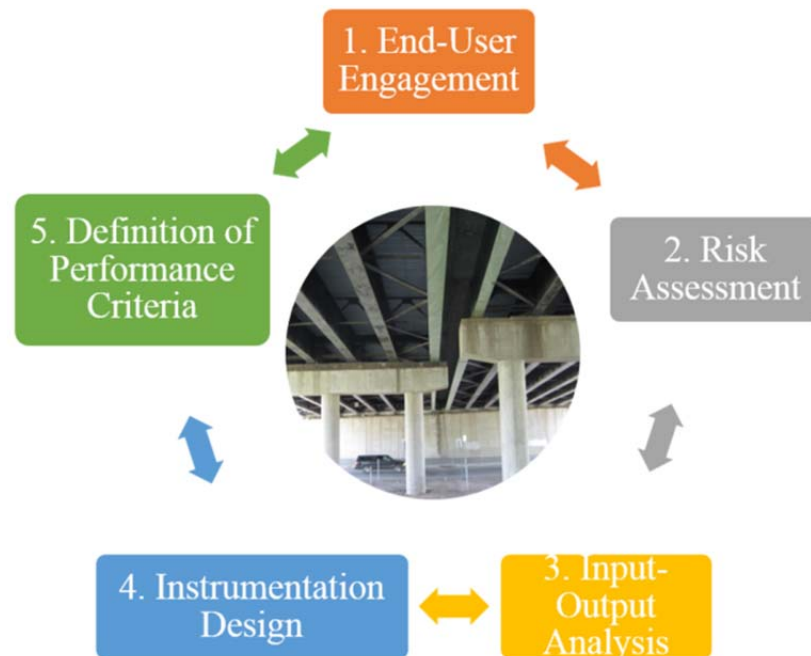 1. End-User
Engagement
2. Risk
Assessment
3. Input-
Output
Analysis
4. Instrumentation
Design
5. Definition of
Performance
Criteria